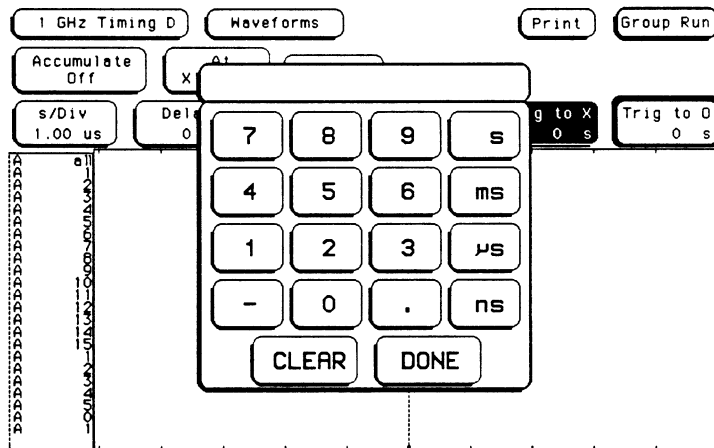 1 GHz Timing D
Waveforms
Print
Group Run
Accumulate
Off
At
X
s/Div
1.00 us
Dela
0
g to X
0 s
Trig to O
0 s
7 8 9 s
4 5 6 ms
1 2 3 µs
- 0 . ns
CLEAR DONE
A all
A 1
A 2
A 3
A 4
A 5
A 6
A 7
A 8
A 9
A 10
A 11
A 12
A 13
A 14
A 15
A 1
A 2
A 3
A 4
A 5
A 0
A 1